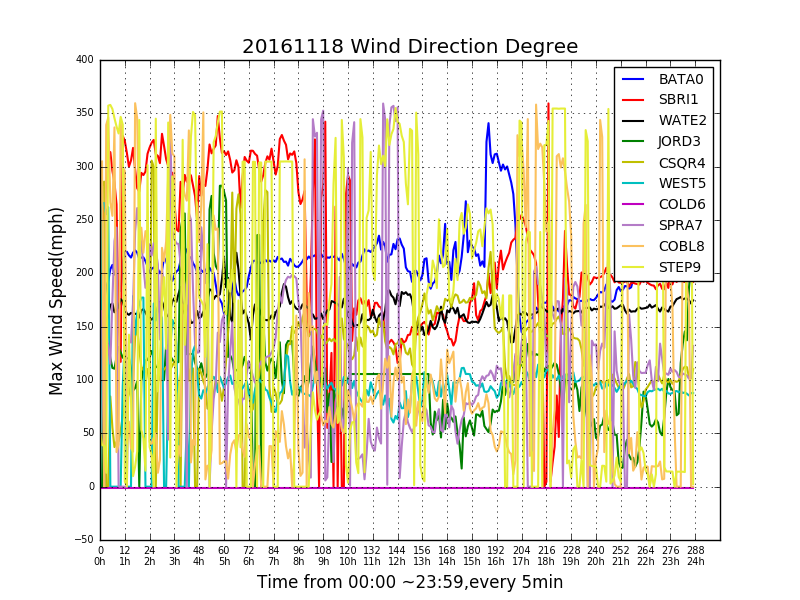 20161118 Wind Direction Degree
400
350
300
250
200
150
100
50
0
−50
Max Wind Speed(mph)
BATA0
SBRI1
WATE2
JORD3
CSQR4
WEST5
COLD6
SPRA7
COBL8
STEP9
0 12 24 36 48 60 72 84 96 108 120 132 144 156 168 180 192 204 216 228 240 252 264 276 288
0h 1h 2h 3h 4h 5h 6h 7h 8h 9h 10h 11h 12h 13h 14h 15h 16h 17h 18h 19h 20h 21h 22h 23h 24h
Time from 00:00 ~23:59,every 5min